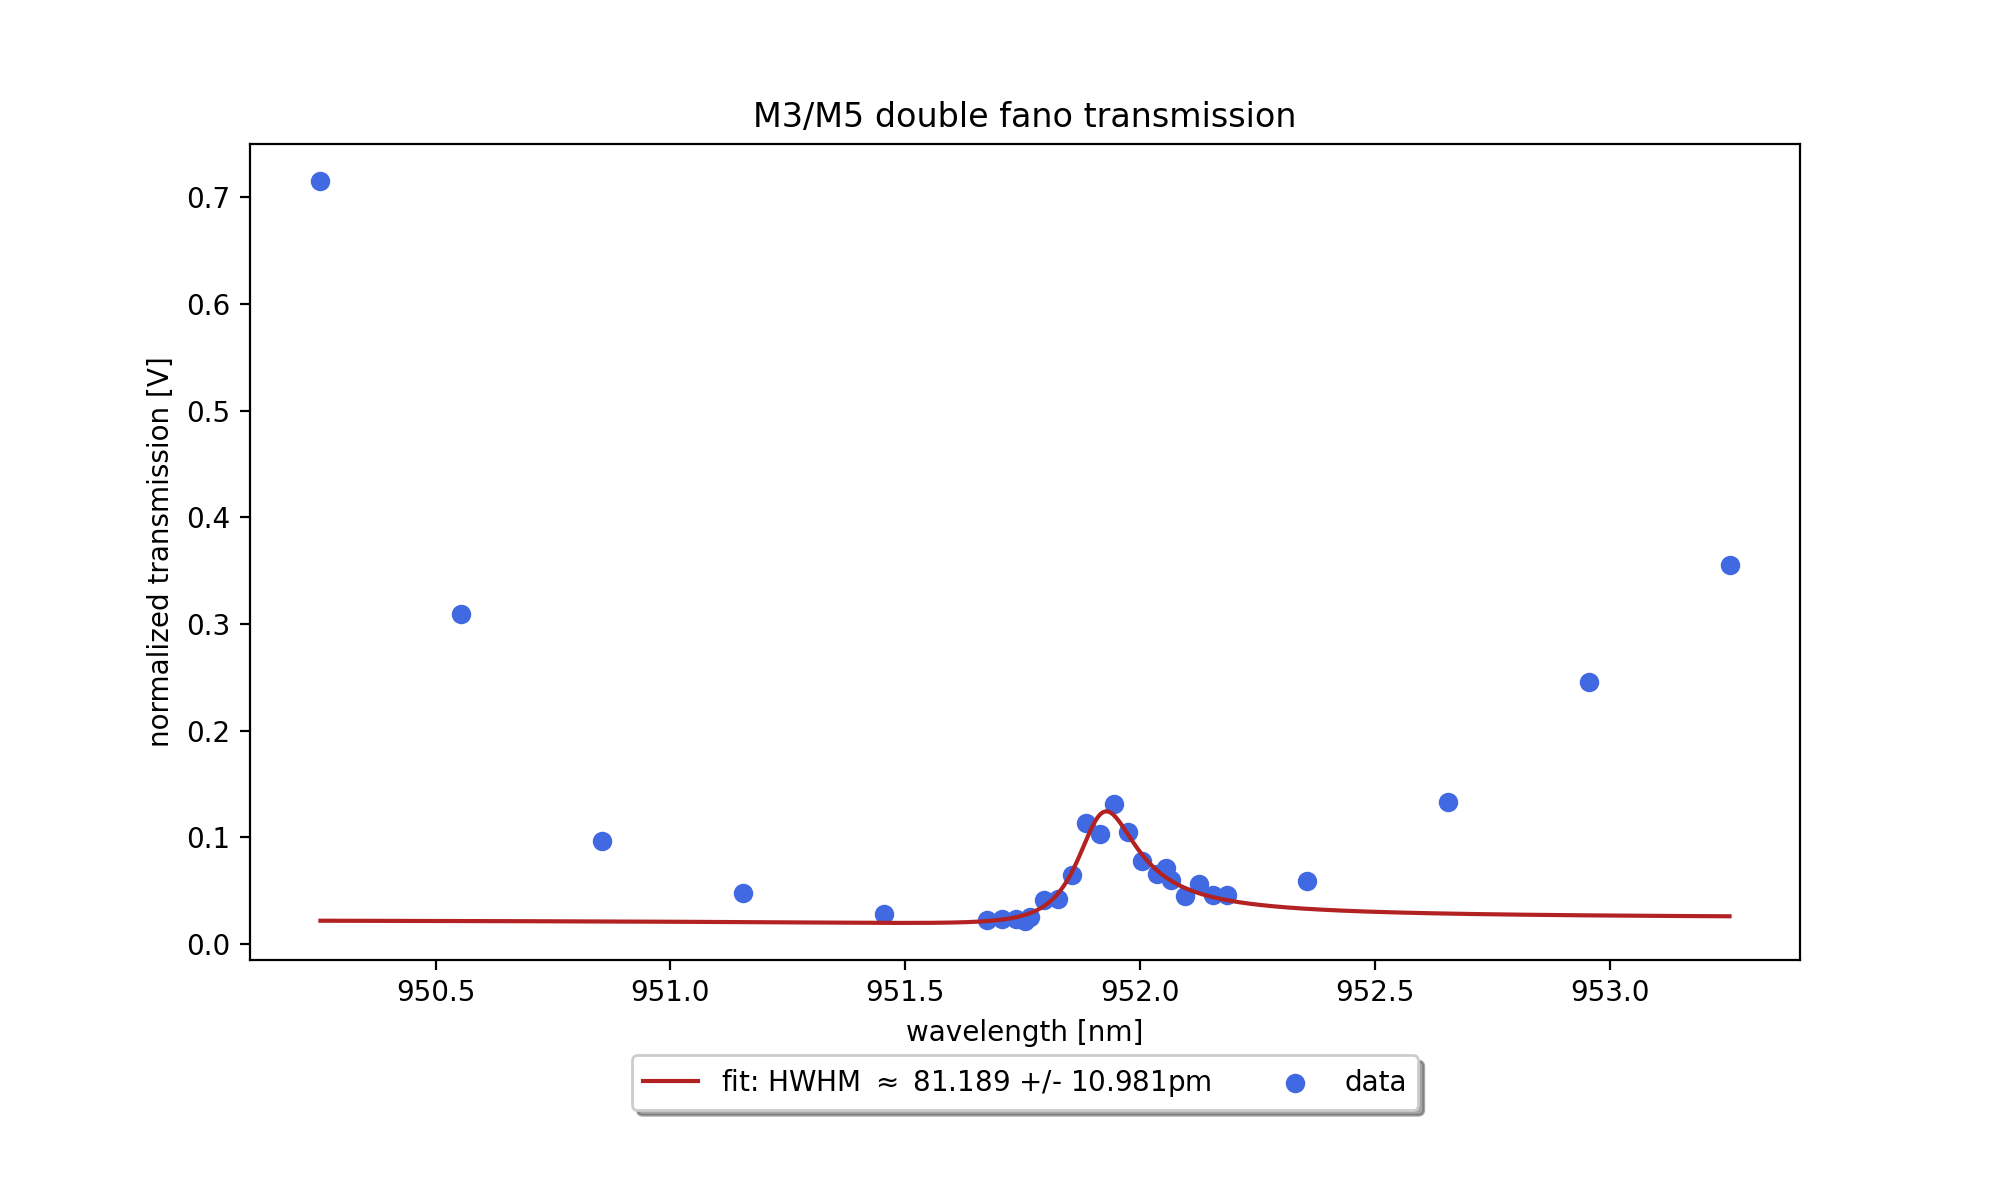 M3/M5 double fano transmission
normalized transmission [V]
0.7
0.6
0.5
0.4
0.3
0.2
0.1
0.0
950.5 951.0 951.5 952.0 952.5 953.0
wavelength [nm]
fit: HWHM ≈ 81.189 +/- 10.981pm data